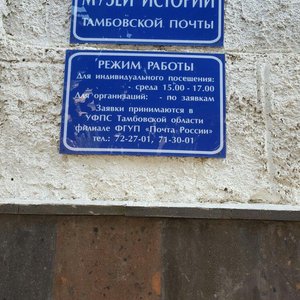 МУЗЕЙ ИСТОРИИ
ТАМБОВСКОЙ ПОЧТЫ
РЕЖИМ РАБОТЫ
Для индивидуального посещения:
- среда 15.00 - 17.00
Для организаций: - по заявкам
Заявки принимаются в
УФПС Тамбовской области
филиале ФГУП «Почта России»
тел.: 72-27-01, 71-30-01